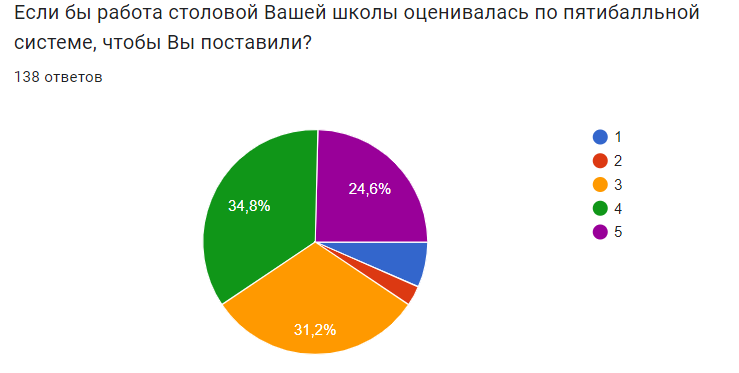 Если бы работа столовой Вашей школы оценивалась по пятибалльной
системе, чтобы Вы поставили?
138 ответов
1
2
3
4
5
24,6%
34,8%
31,2%